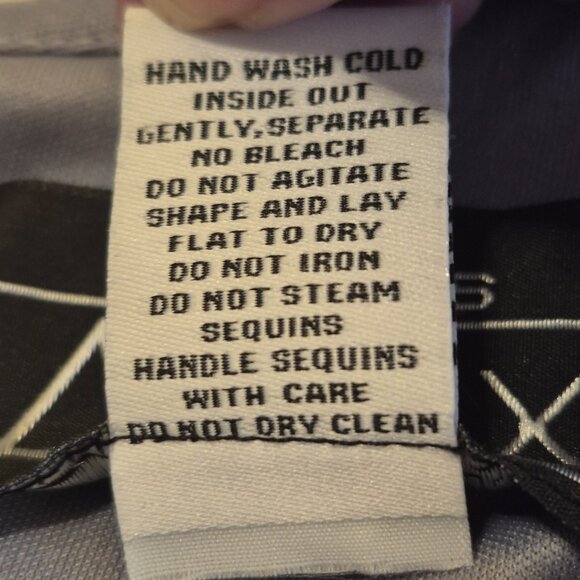 HAND WASH COLD
INSIDE OUT
GENTLY,SEPARATE
NO BLEACH
DO NOT AGITATE
SHAPE AND LAY
FLAT TO DRY
DO NOT IRON
DO NOT STEAM
SEQUINS
HANDLE SEQUINS
WITH CARE
DO NOT DRY CLEAN